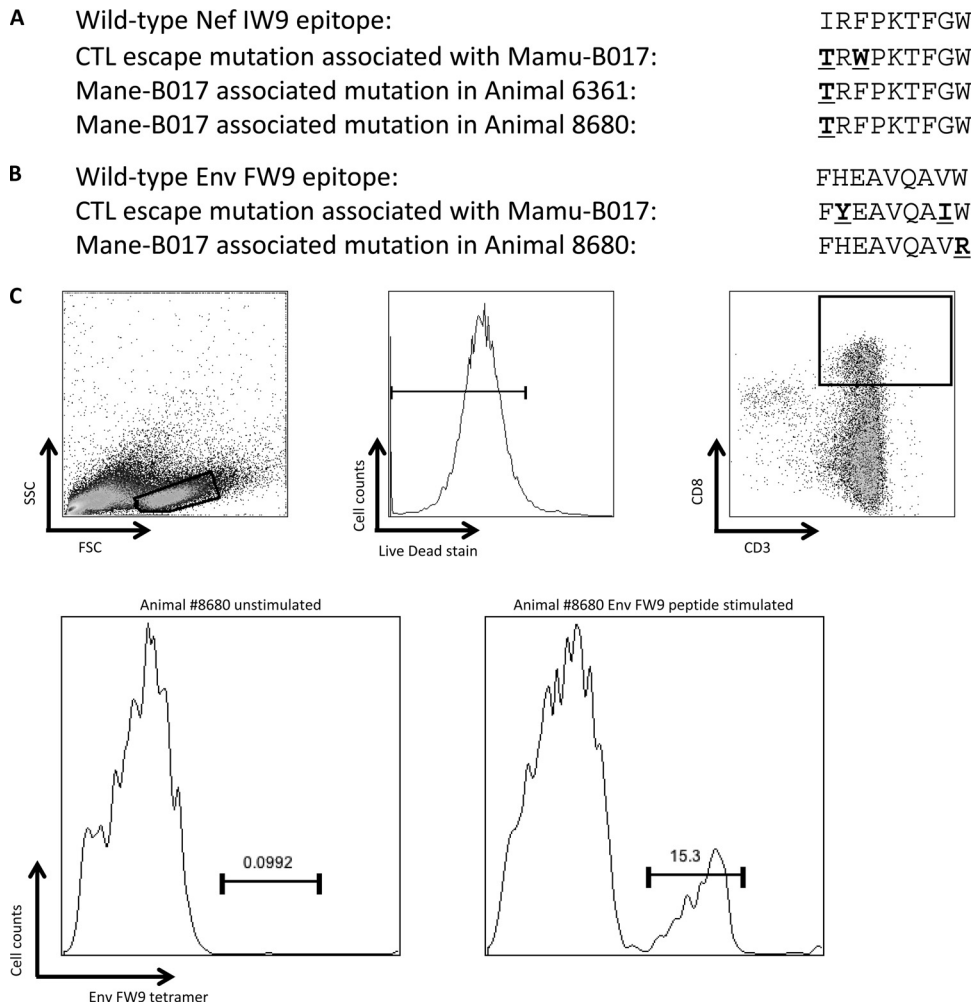 A
Wild-type Nef IW9 epitope: IRFPKTFGW
CTL escape mutation associated with Mamu-B017: TRWPKTFGW
Mane-B017 associated mutation in Animal 6361: TRFPKTFGW
Mane-B017 associated mutation in Animal 8680: TRFPKTFGW
B
Wild-type Env FW9 epitope: FHEAVQAVW
CTL escape mutation associated with Mamu-B017: FYEAVQAIW
Mane-B017 associated mutation in Animal 8680: FHEAVQAVR
C
SSC
FSC
Cell counts
Live Dead stain
CD8
CD3
Animal #8680 unstimulated
0.0992
Cell counts
Env FW9 tetramer
Animal #8680 Env FW9 peptide stimulated
15.3